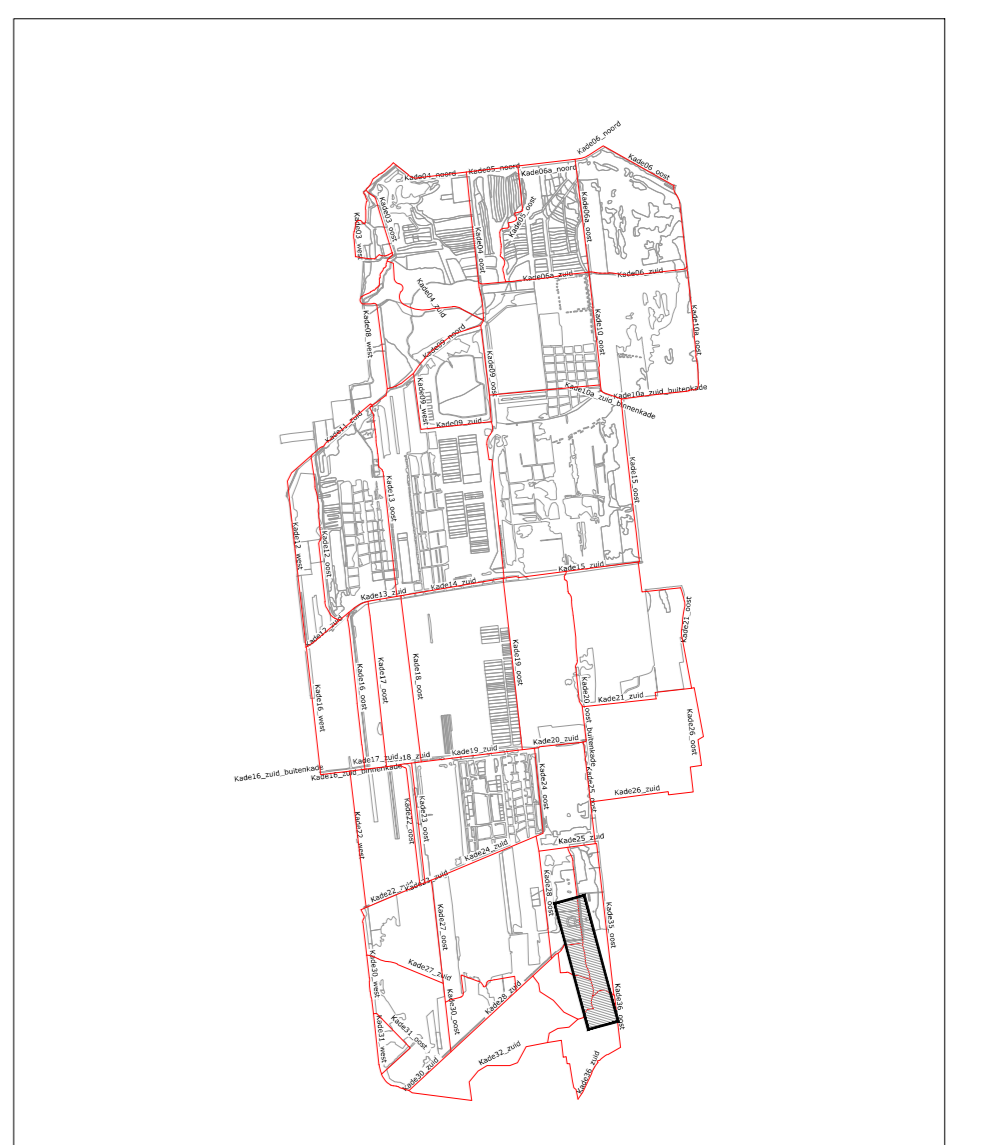 Kade06_noord
Kade06_oost
Kade04_noord
Kade05_noord
Kade06a_noord
Kade03_west
Kade03_oost
Kade04_oost
Kade05_oost
Kade06a_oost
Kade06a_zuid
Kade06_zuid
Kade04_zuid
Kade08_west
Kade09_noord
Kade09_oost
Kade10_oost
Kade10a_oost
Kade09_west
Kade10a_zuid_buitenkade
Kade10a_zuid_binnenkade
Kade09_zuid
Kade11_zuid
Kade13_oost
Kade15_oost
Kade12_west
Kade12_oost
Kade15_zuid
Kade14_zuid
Kade13_zuid
Kade12_zuid
Kade21_oost
Kade16_west
Kade16_oost
Kade17_oost
Kade18_oost
Kade19_oost
Kade20_oost_buitenkade
Kade21_zuid
Kade26_oost
Kade20_zuid
Kade19_zuid
18_zuid
Kade17_zuid
Kade16_zuid_buitenkade
Kade16_zuid_binnenkade
Kade26_zuid
Kade22_west
Kade22_oost
Kade23_oost
Kade24_oost
Kade25_oost
Kade25_zuid
Kade24_zuid
Kade23_zuid
Kade22_zuid
Kade27_oost
Kade28_oost
Kade35_oost
Kade27_zuid
Kade28_zuid
Kade30_west
Kade30_oost
Kade31_west
Kade31_oost
Kade30_zuid
Kade32_zuid
Kade36_oost
Kade36_zuid